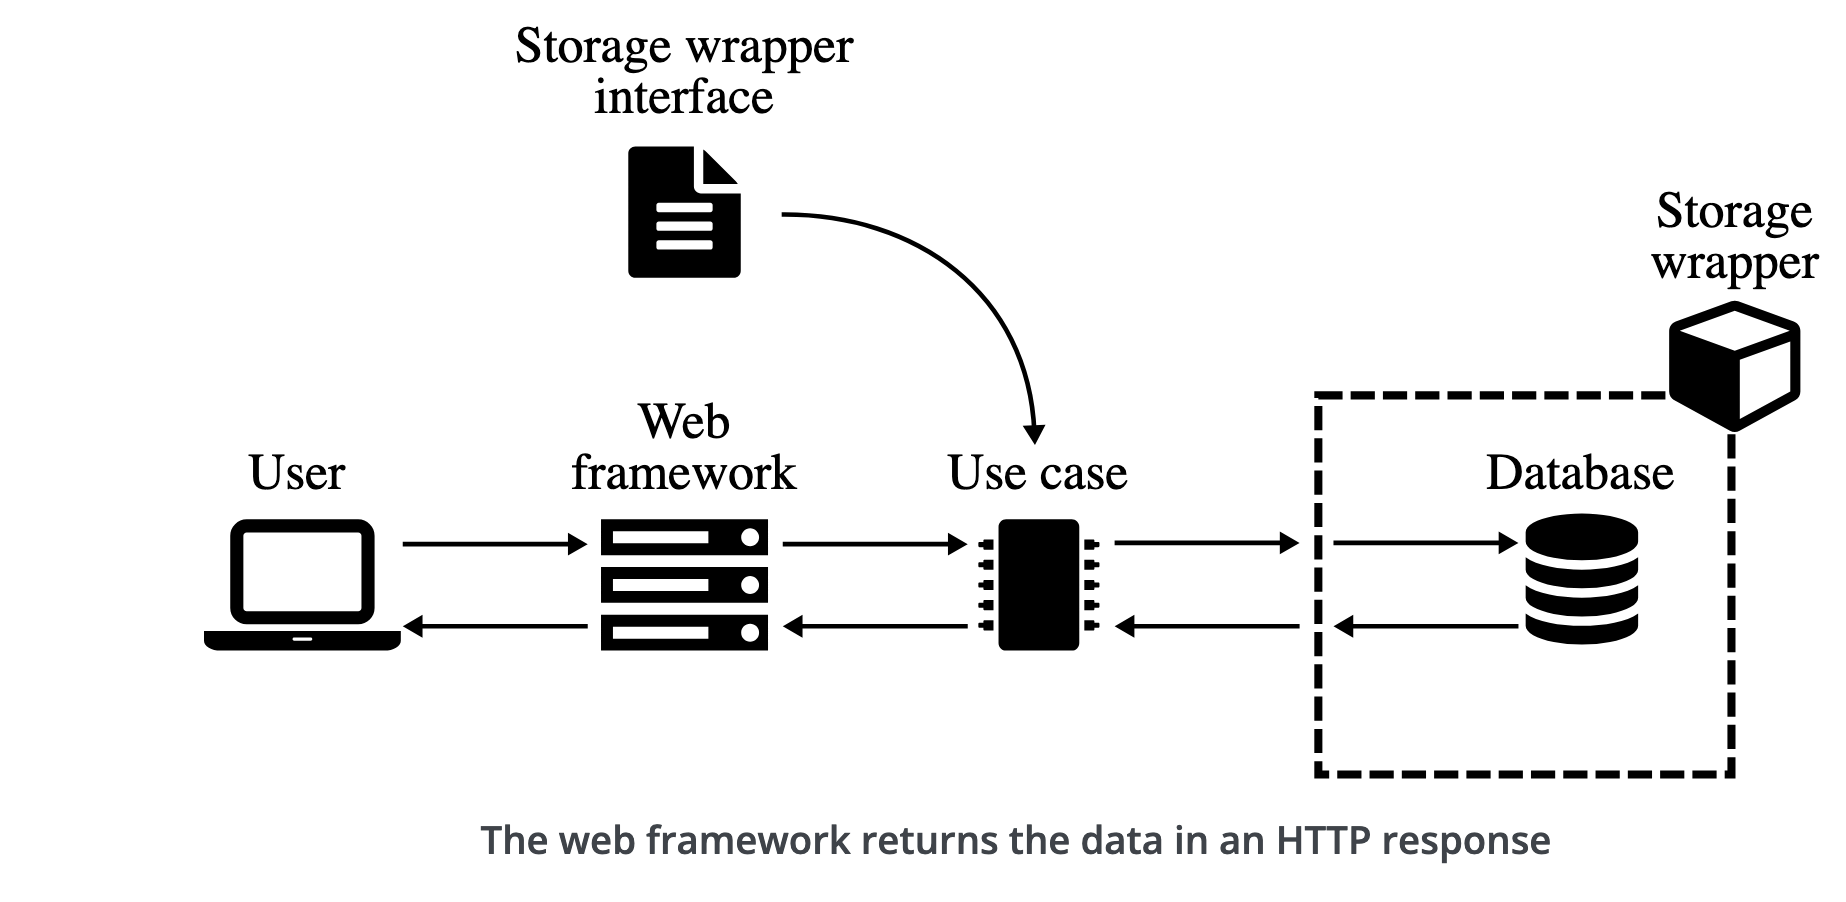 Storage wrapper
interface
Storage
wrapper
Web
framework
User
Use case
Database
The web framework returns the data in an HTTP response